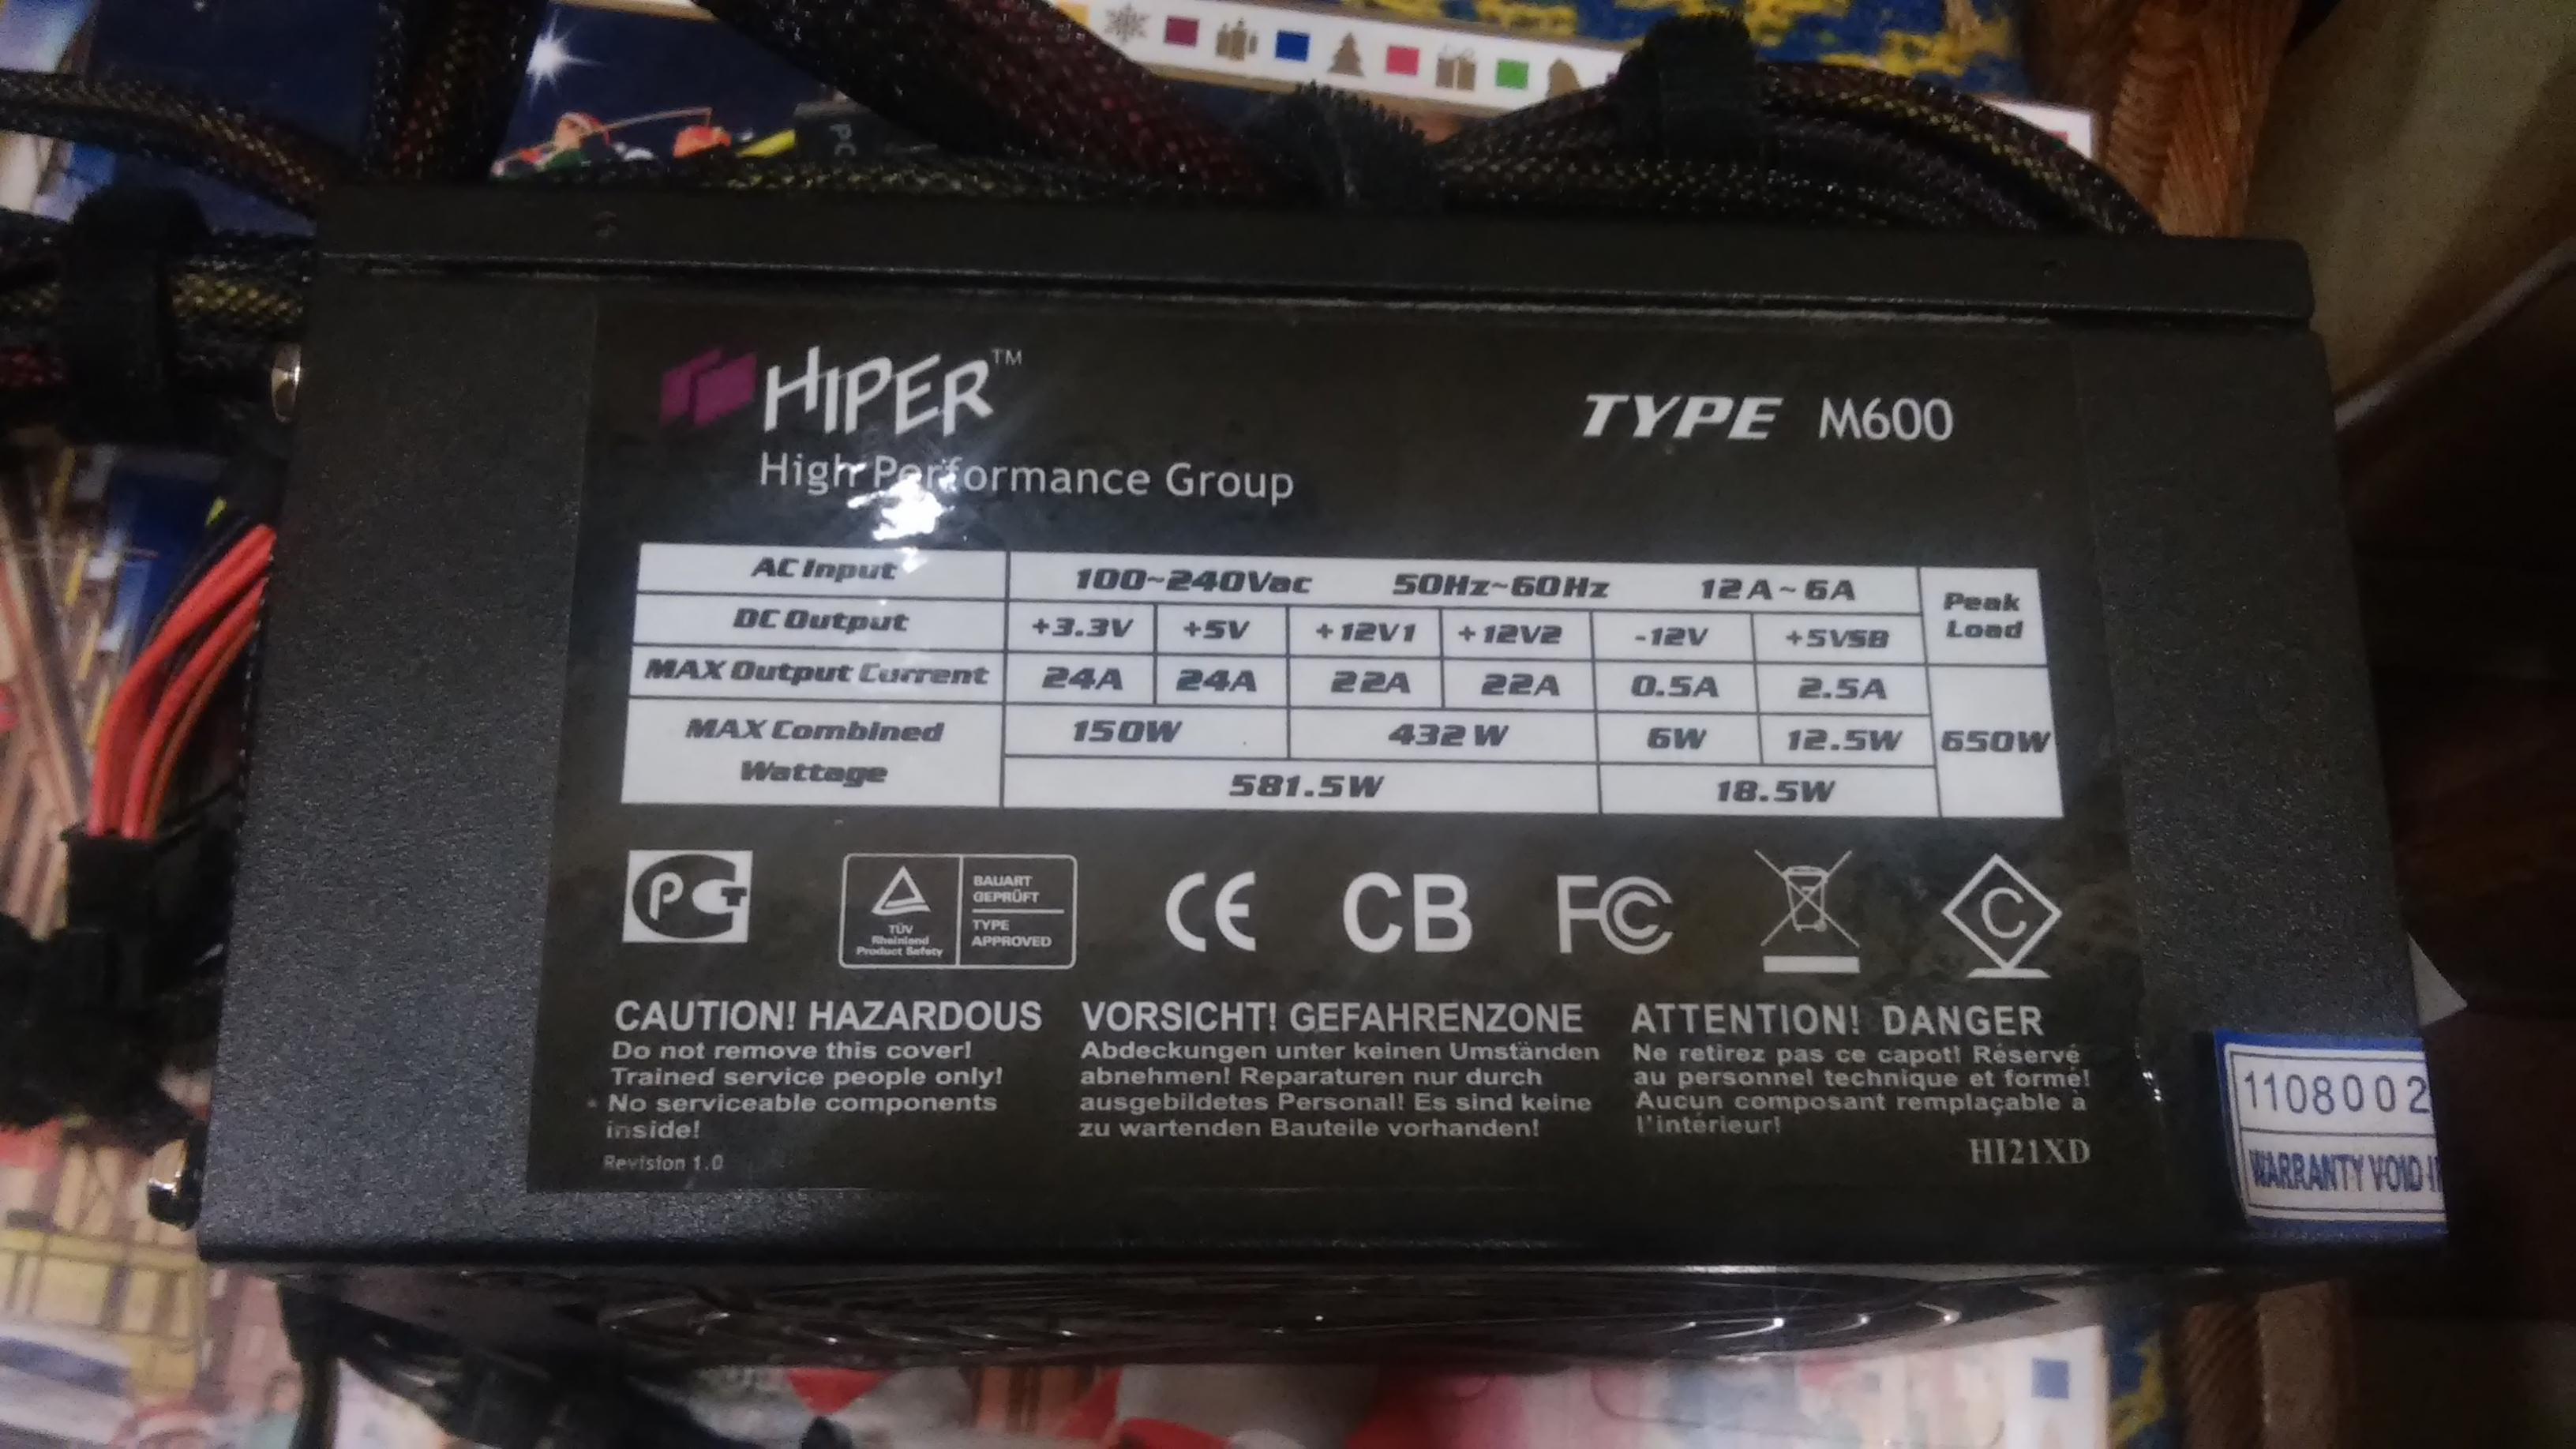 PC
HIPER™
TYPE M600
High Performance Group
AC Input 100~240Vac 50Hz~60Hz 12A~6A Peak Load
DC Output +3.3V +5V +12V1 +12V2 -12V +5VSB
MAX Output Current 24A 24A 22A 22A 0.5A 2.5A 650W
MAX Combined Wattage 150W 432W 6W 12.5W
581.5W 18.5W
PCT
TÜV
Rheinland
Product Safety
BAUART
GEPRÜFT
TYPE
APPROVED
CE
CB
FC
C
CAUTION! HAZARDOUS
Do not remove this cover!
Trained service people only!
No serviceable components
inside!
Revision 1.0
VORSICHT! GEFAHRENZONE
Abdeckungen unter keinen Umständen
abnehmen! Reparaturen nur durch
ausgebildetes Personal! Es sind keine
zu wartenden Bauteile vorhanden!
ATTENTION! DANGER
Ne retirez pas ce capot! Réservé
au personnel technique et formé!
Aucun composant remplaçable à
l'intérieur!
HI21XD
1108002
WARRANTY VOID